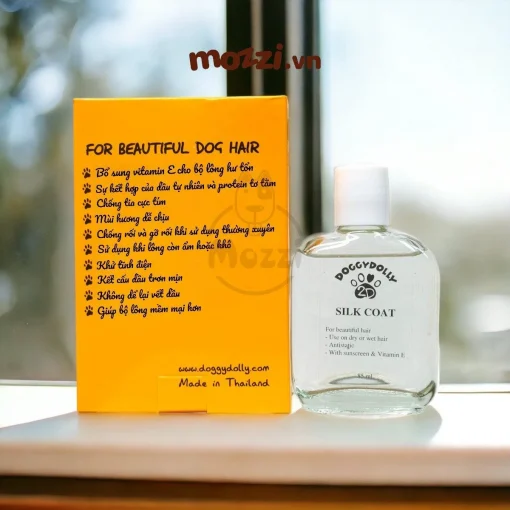 mozzi.vn
FOR BEAUTIFUL DOG HAIR
Bổ sung vitamin E cho bộ lông hư tổn
Sự kết hợp của dầu tự nhiên và protein tơ tằm
Chống tia cực tím
Mùi hương dễ chịu
Chống rối và gỡ rối khi sử dụng thường xuyên
Sử dụng khi lông còn ẩm hoặc khô
Khử tĩnh điện
Kết cấu dầu trơn mịn
Không để lại vết dầu
Giúp bộ lông mềm mại hơn
Mozzi
www.doggydolly.com
Made in Thailand
DOGGYDOLLY
SILK COAT
For beautiful hair
- Use on dry or wet hair
- Antistatic
- With sunscreen & Vitamin E
85 ml